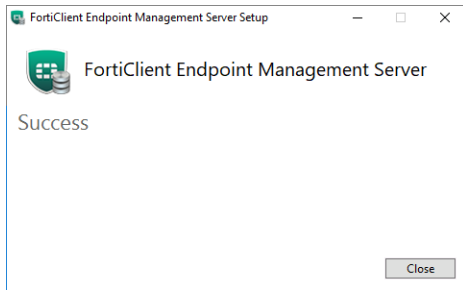 FortiClient Endpoint Management Server Setup
FortiClient Endpoint Management Server
Success
Close